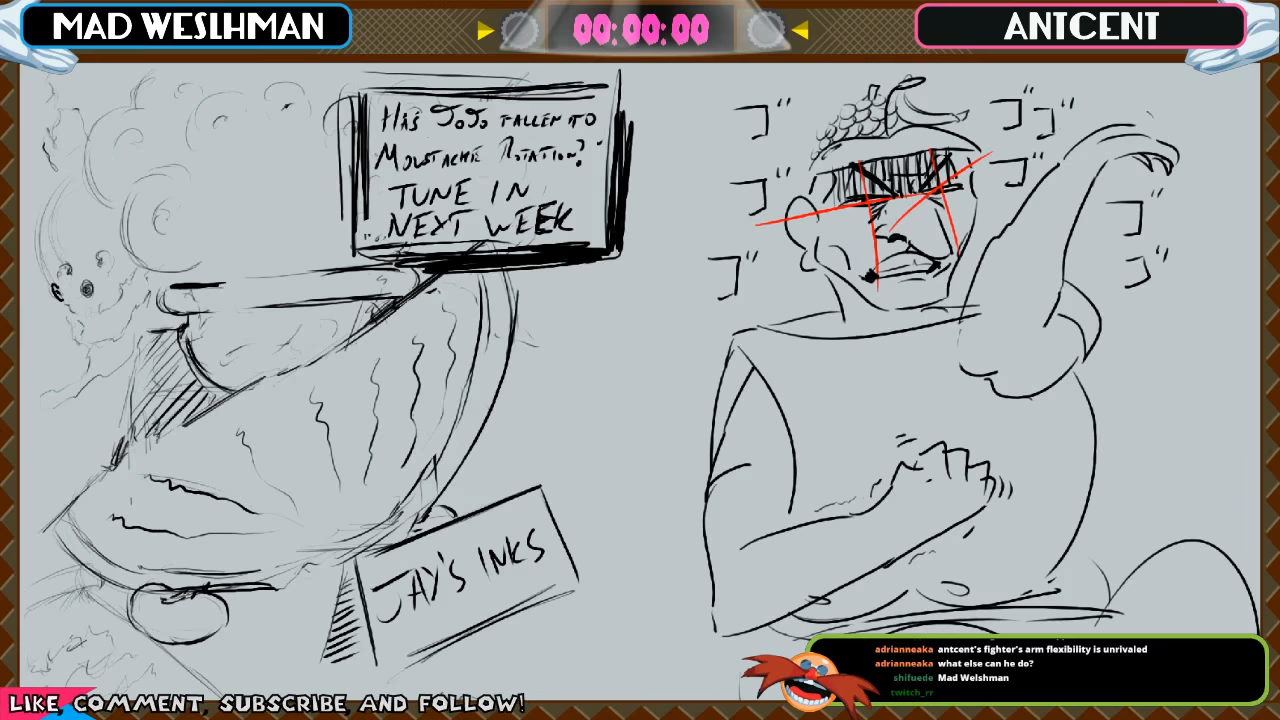 MAD WESLHMAN
00:00:00
ANTCENT
HAS JOJO FALLEN TO
MOUSTACHE ROTATION?
TUNE IN
...NEXT WEEK
ゴ"
ゴ"
ゴ"
ゴ"
ゴ"
ゴ"
ゴ"
ゴ"
JAY'S INKS
adrianneaka antcent's fighter's arm flexibility is unrivaled
adrianneaka what else can he do?
shifuede Mad Welshman
twitch_rr
LIKE, COMMENT, SUBSCRIBE AND FOLLOW!